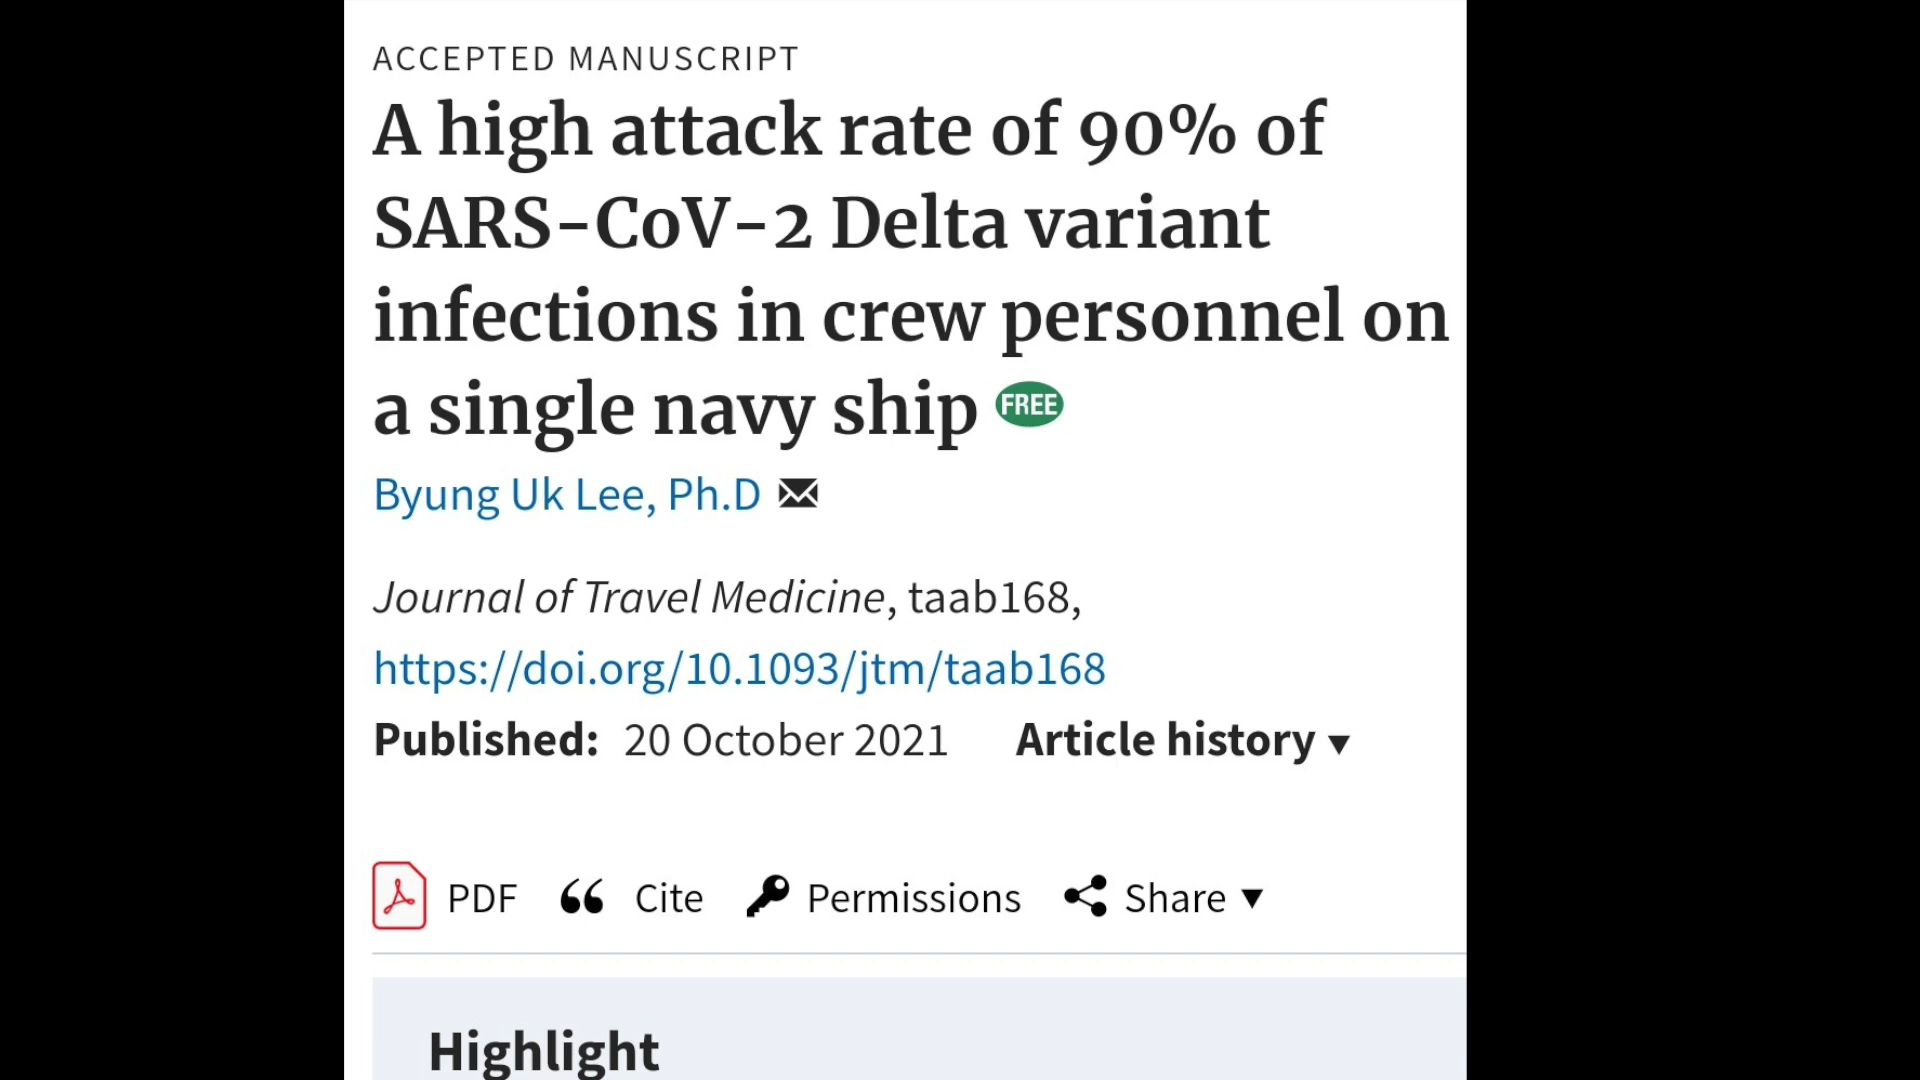 ACCEPTED MANUSCRIPT
A high attack rate of 90% of
SARS-CoV-2 Delta variant
infections in crew personnel on
a single navy ship FREE
Byung Uk Lee, Ph.D
Journal of Travel Medicine, taab168,
https://doi.org/10.1093/jtm/taab168
Published: 20 October 2021 Article history
PDF Cite Permissions Share
Highlight